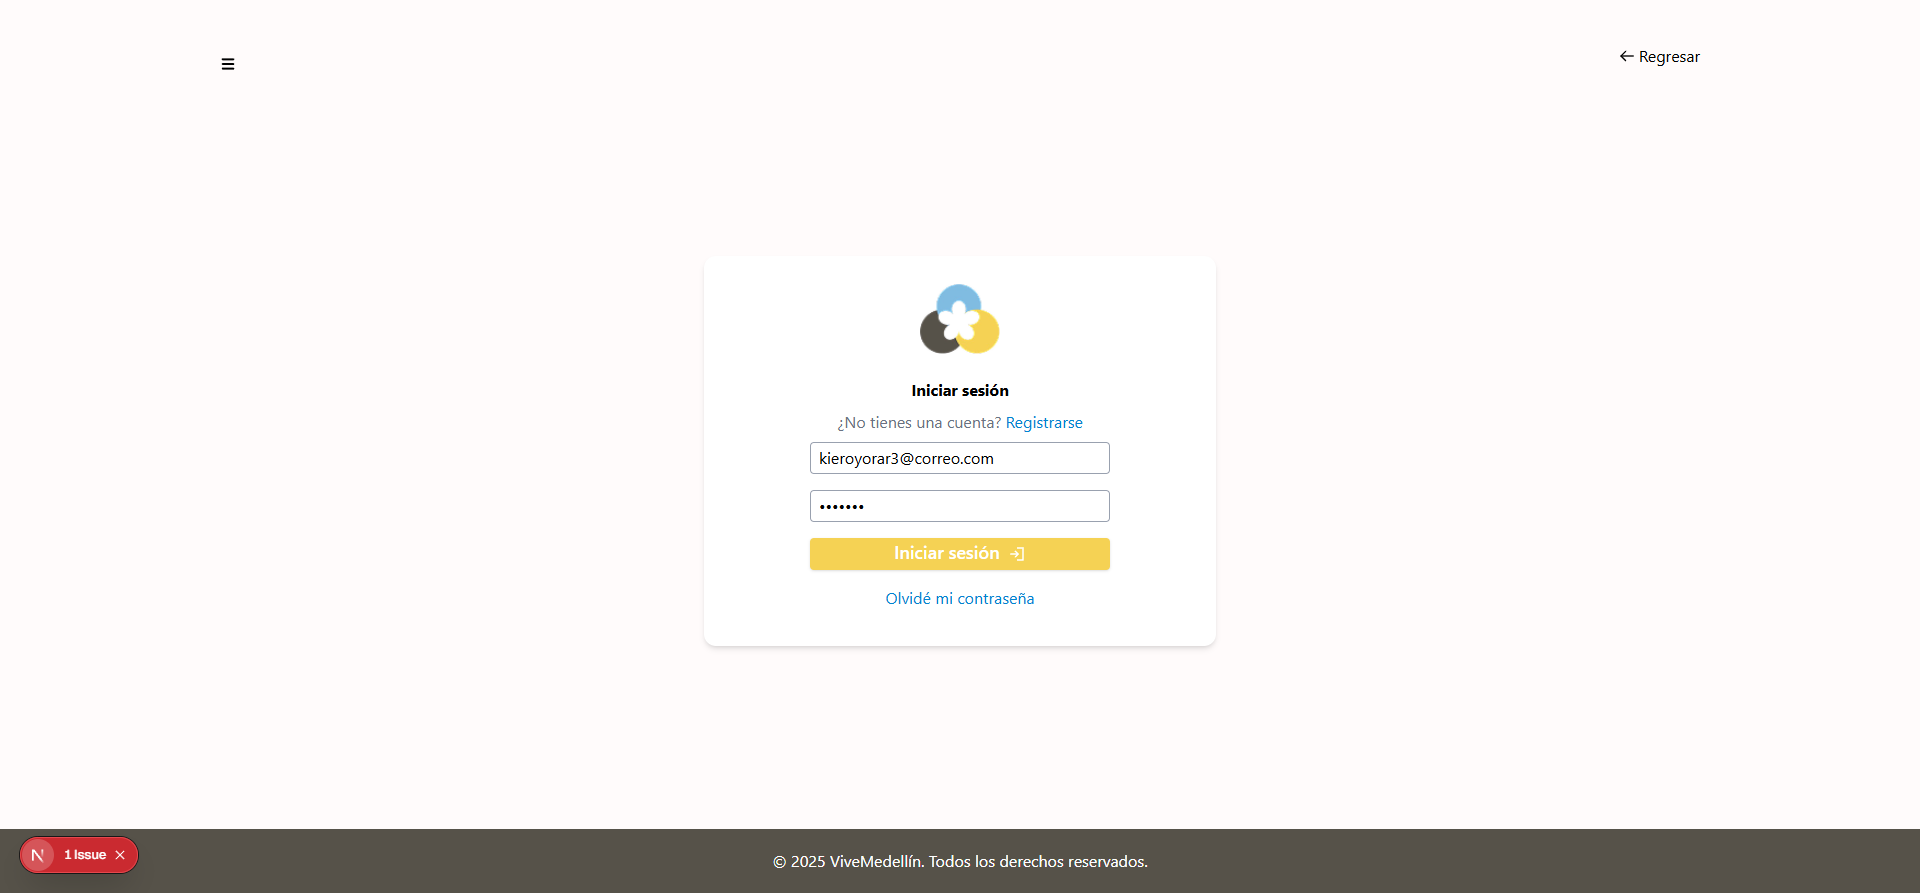 ← Regresar
Iniciar sesión
¿No tienes una cuenta? Registrarse
kieroyorar3@correo.com
•••••••
Iniciar sesión
Olvidé mi contraseña
N 1 Issue ×
© 2025 ViveMedellín. Todos los derechos reservados.